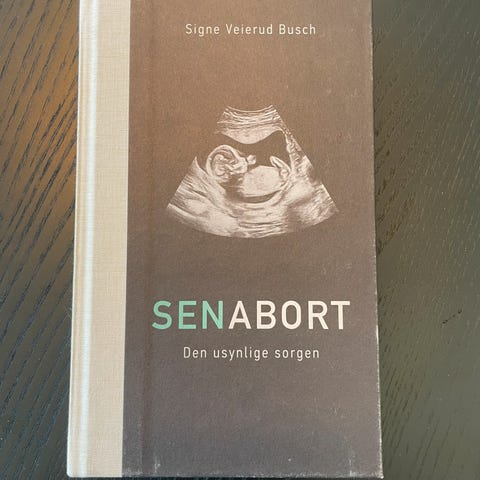 Signe Veierud Busch
SENABORT
Den usynlige sorgen